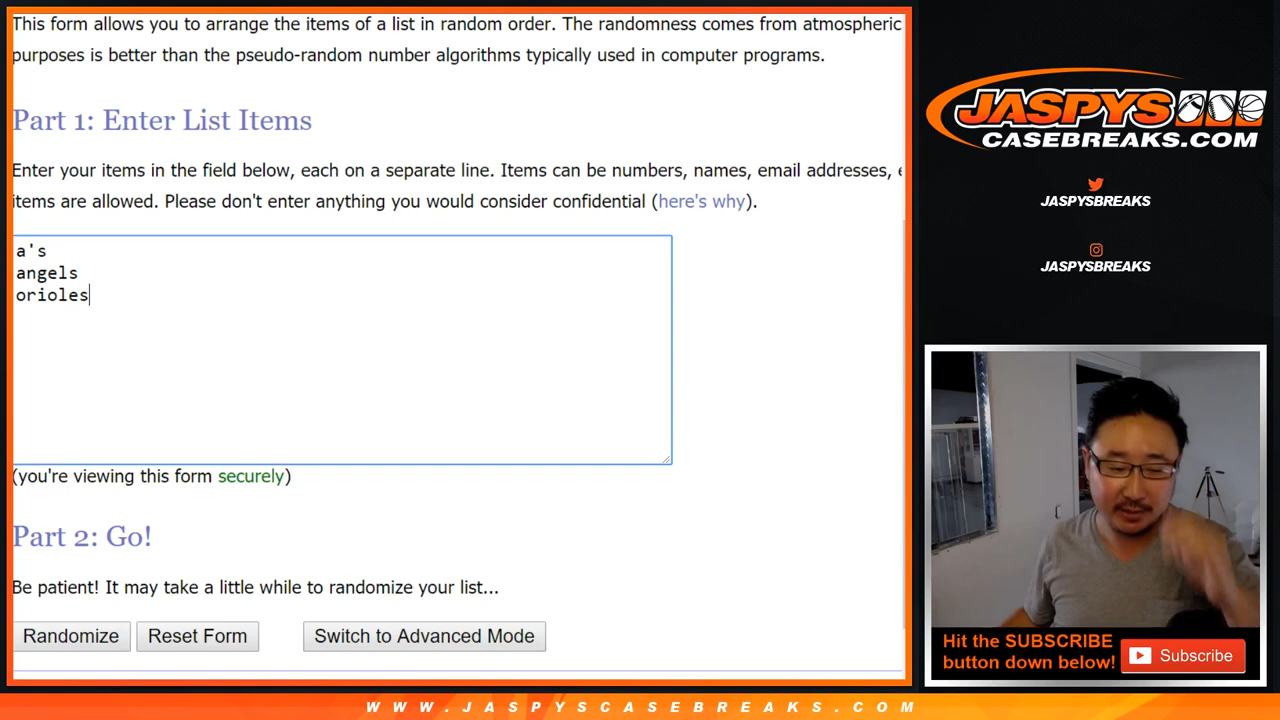 This form allows you to arrange the items of a list in random order. The randomness comes from atmospheric
purposes is better than the pseudo-random number algorithms typically used in computer programs.
Part 1: Enter List Items
Enter your items in the field below, each on a separate line. Items can be numbers, names, email addresses, e
items are allowed. Please don't enter anything you would consider confidential (here's why).
a's
angels
orioles
(you're viewing this form securely)
Part 2: Go!
Be patient! It may take a little while to randomize your list...
Randomize Reset Form Switch to Advanced Mode
JASPYS
CASEBREAKS.COM
JASPYSBREAKS
JASPYSBREAKS
Hit the SUBSCRIBE
button down below!
Subscribe
WWW.JASPYSCASEBREAKS.COM